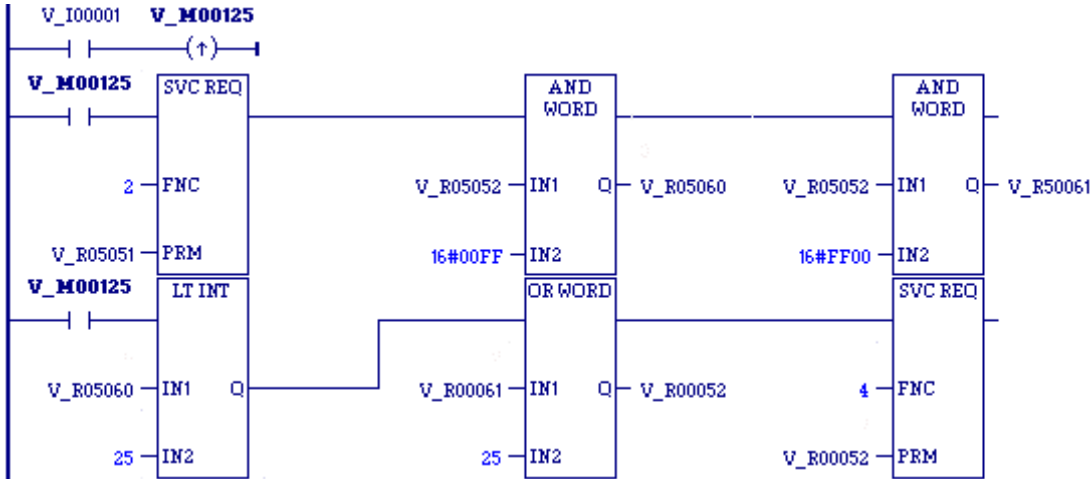 V_I00001 V_M00125
(↑)
V_M00125 SVC REQ AND WORD AND WORD
2 FNC V_R05052 IN1 Q V_R05060 V_R05052 IN1 Q V_R50061
V_R05051 PRM 16#00FF IN2 16#FF00 IN2
V_M00125 LT INT OR WORD SVC REQ
V_R05060 IN1 Q V_R00061 IN1 Q V_R00052 4 FNC
25 IN2 25 IN2 V_R00052 PRM